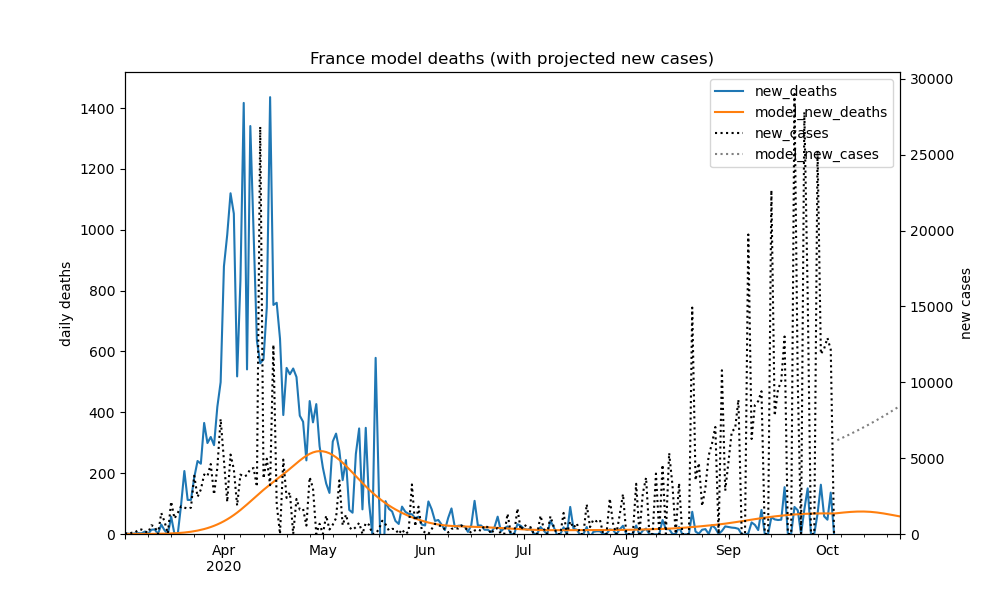 France model deaths (with projected new cases)
new_deaths
model_new_deaths
new_cases
model_new_cases
daily deaths
1400
1200
1000
800
600
400
200
0
new cases
30000
25000
20000
15000
10000
5000
0
Apr
2020
May
Jun
Jul
Aug
Sep
Oct